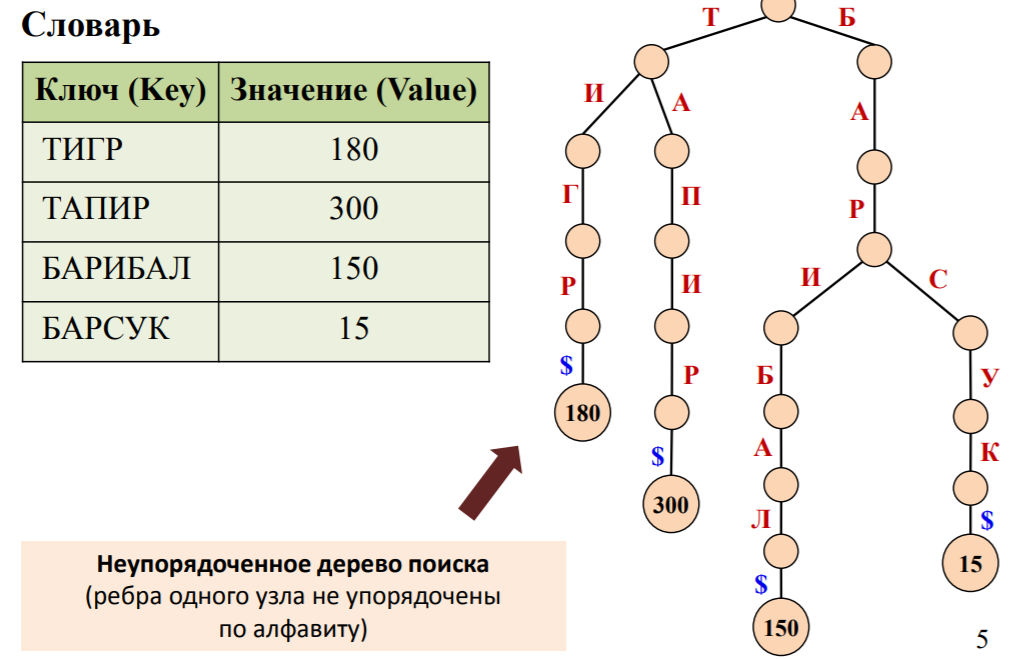 Словарь
Ключ (Key) Значение (Value)
ТИГР 180
ТАПИР 300
БАРИБАЛ 150
БАРСУК 15
Т Б
И А А
Г П Р
И С
Р И
$ Р Б У
180 $ А К
300 Л $
15
$
150
Неупорядоченное дерево поиска
(ребра одного узла не упорядочены
по алфавиту)
5